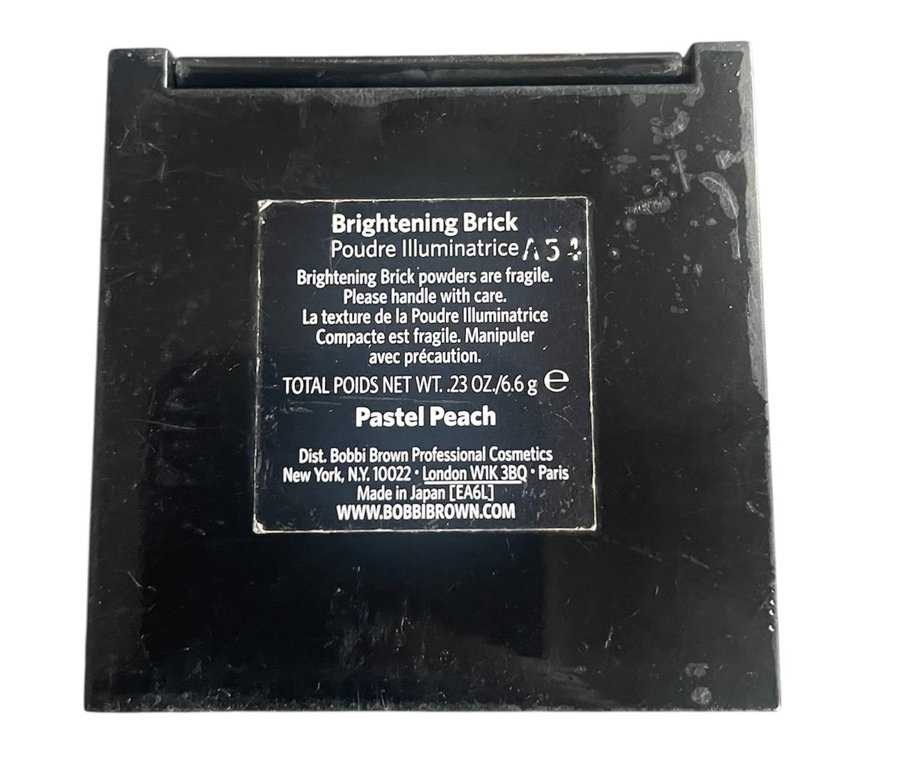 Brightening Brick
Poudre Illuminatrice A34
Brightening Brick powders are fragile.
Please handle with care.
La texture de la Poudre Illuminatrice
Compacte est fragile. Manipuler
avec précaution.
TOTAL POIDS NET WT. .23 OZ./6.6 g ℮
Pastel Peach
Dist. Bobbi Brown Professional Cosmetics
New York, N.Y. 10022 • London W1K 3BQ • Paris
Made in Japan [EA6L]
WWW.BOBBIBROWN.COM